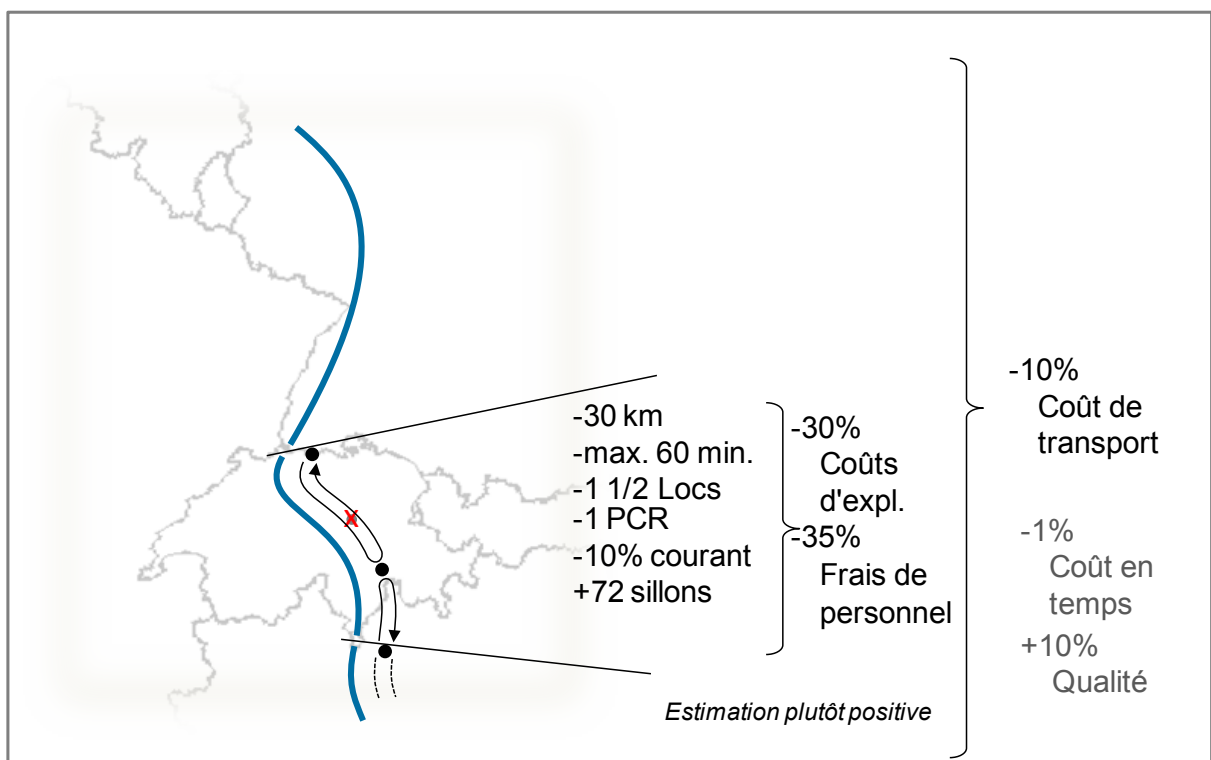 -30 km
-max. 60 min.
-1 1/2 Locs
-1 PCR
-10% courant
+72 sillons
-30%
Coûts
d'expl.
-35%
Frais de
personnel
-10%
Coût de
transport
-1%
Coût en
temps
+10%
Qualité
X
Estimation plutôt positive